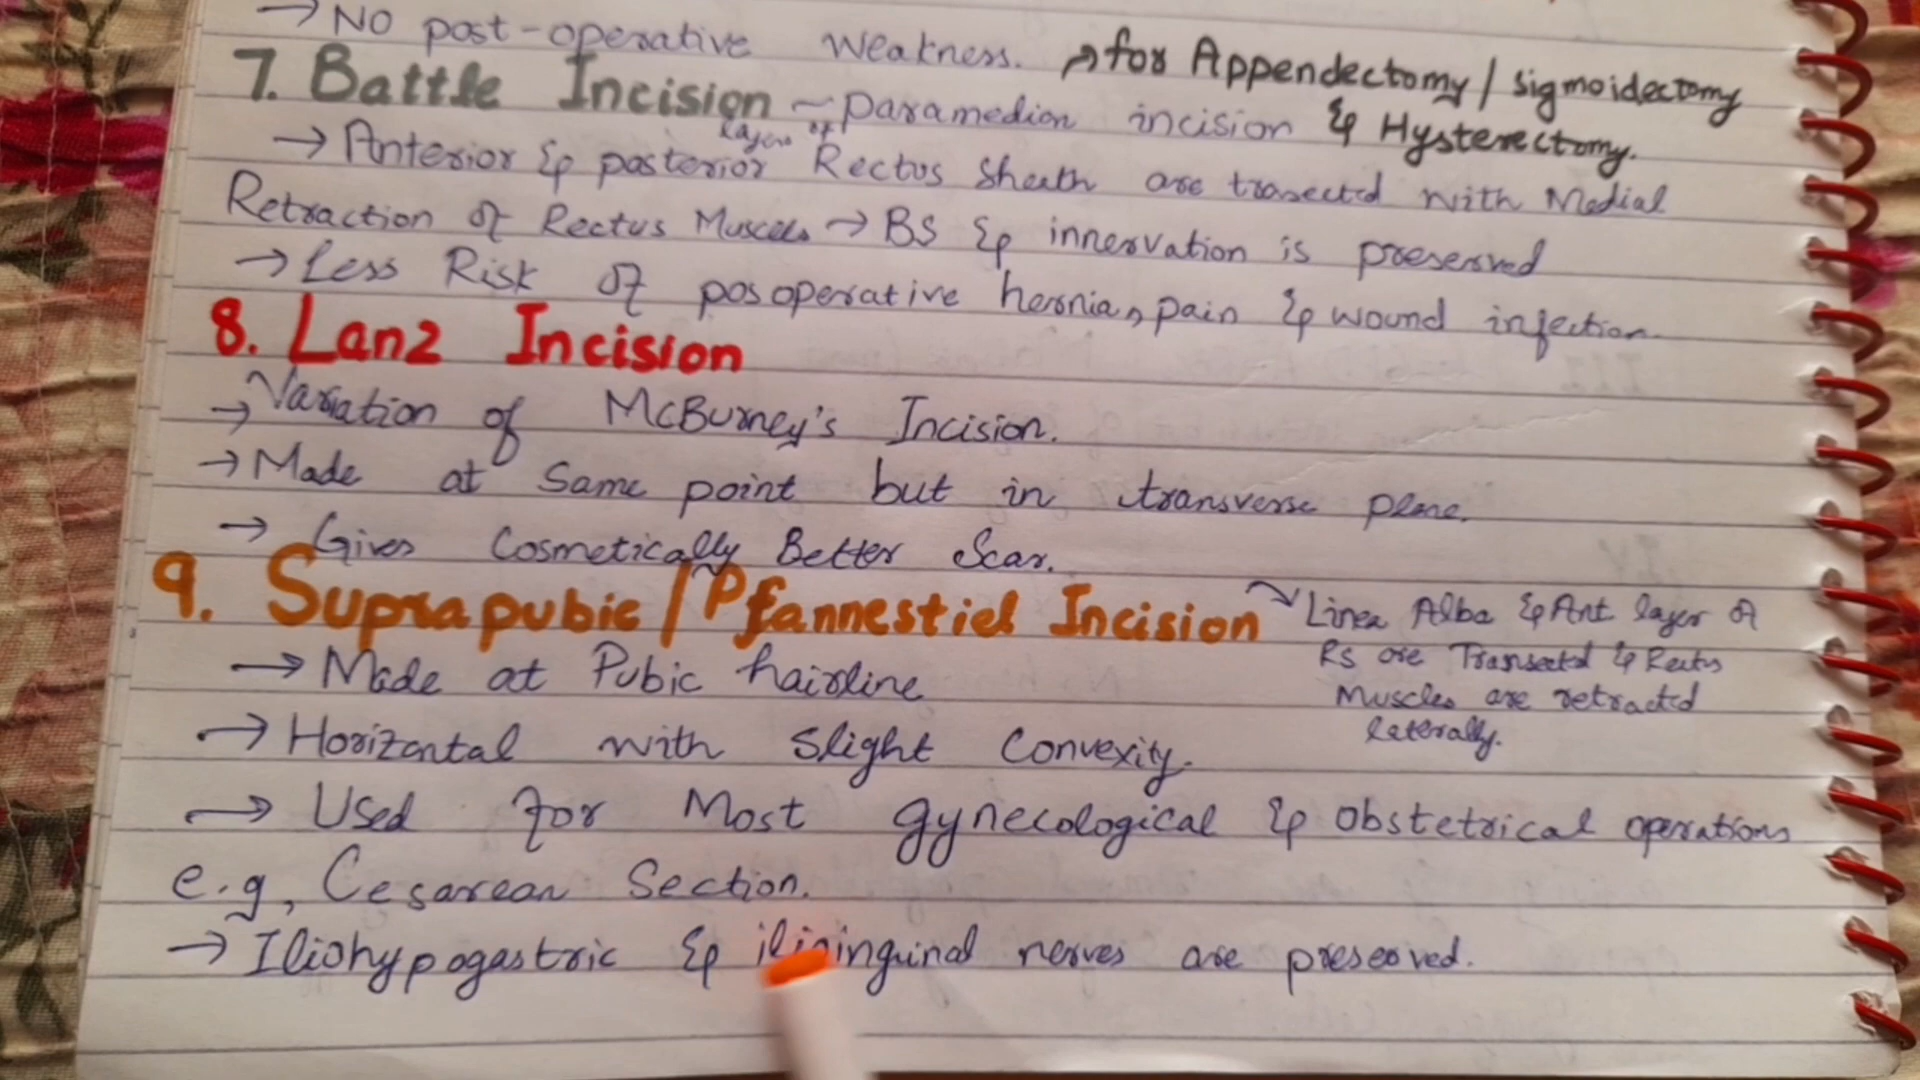 → No post-operative weakness.
7. Battle Incision ~ paramedian incision
↗ for Appendectomy / sigmoidectomy
& Hysterectomy.
→ Anterior & posterior layers of Rectus Sheath are transected with Medial
Retraction of Rectus Muscles → BS & innervation is preserved
→ Less Risk of posoperative hernia, pain & wound infection.
8. Lanz Incision
→ Variation of McBurney's Incision.
→ Made at Same point but in transverse plane.
→ Gives Cosmetically Better Scar.
9. Suprapubic / Pfannestiel Incision
Linea Alba & Ant layer of
RS are Transected & Rectus
Muscles are retracted
laterally.
→ Made at Pubic hairline
→ Horizontal with Slight Convexity.
→ Used for Most gynecological & obstetrical operations
e.g, Cesarean Section.
→ Iliohypogastric & ilioinguinal nerves are preserved.